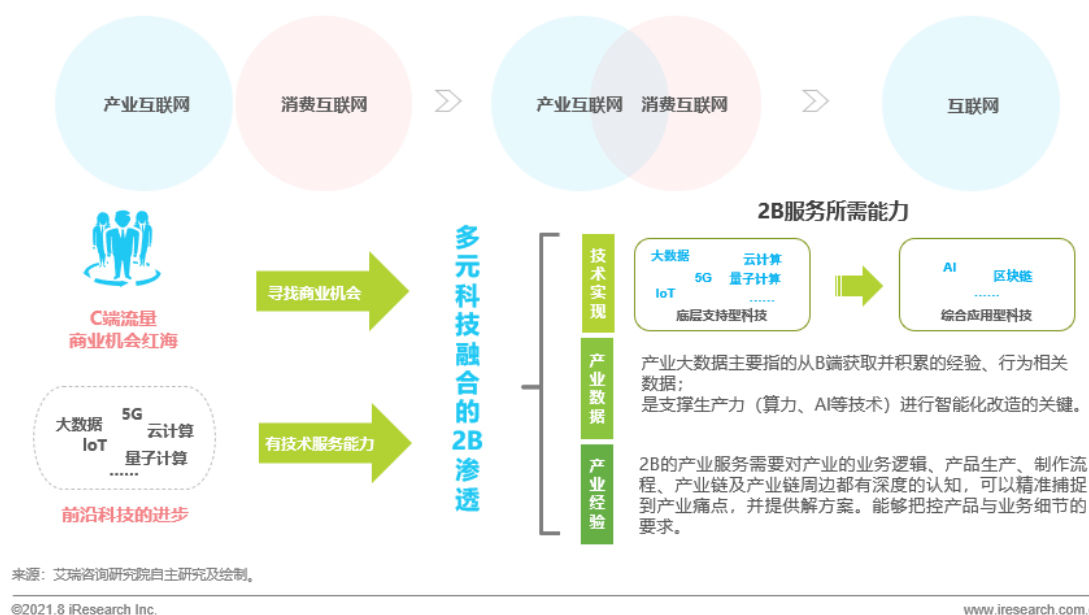 产业互联网
消费互联网
产业互联网
消费互联网
互联网
C端流量
商业机会红海
大数据
5G
IoT
云计算
量子计算
......
前沿科技的进步
寻找商业机会
有技术服务能力
多元科技融合的2B渗透
2B服务所需能力
技术实现
大数据
云计算
5G
量子计算
IoT
......
底层支持型科技
AI
区块链
......
综合应用型科技
产业数据
产业大数据主要指的从B端获取并积累的经验、行为相关
数据；
是支撑生产力（算力、AI等技术）进行智能化改造的关键。
产业经验
2B的产业服务需要对产业的业务逻辑、产品生产、制作流
程、产业链及产业链周边都有深度的认知，可以精准捕捉
到产业痛点，并提供解方案。能够把控产品与业务细节的
要求。
来源：艾瑞咨询研究院自主研究及绘制。
©2021.8 iResearch Inc.
www.iresearch.com.